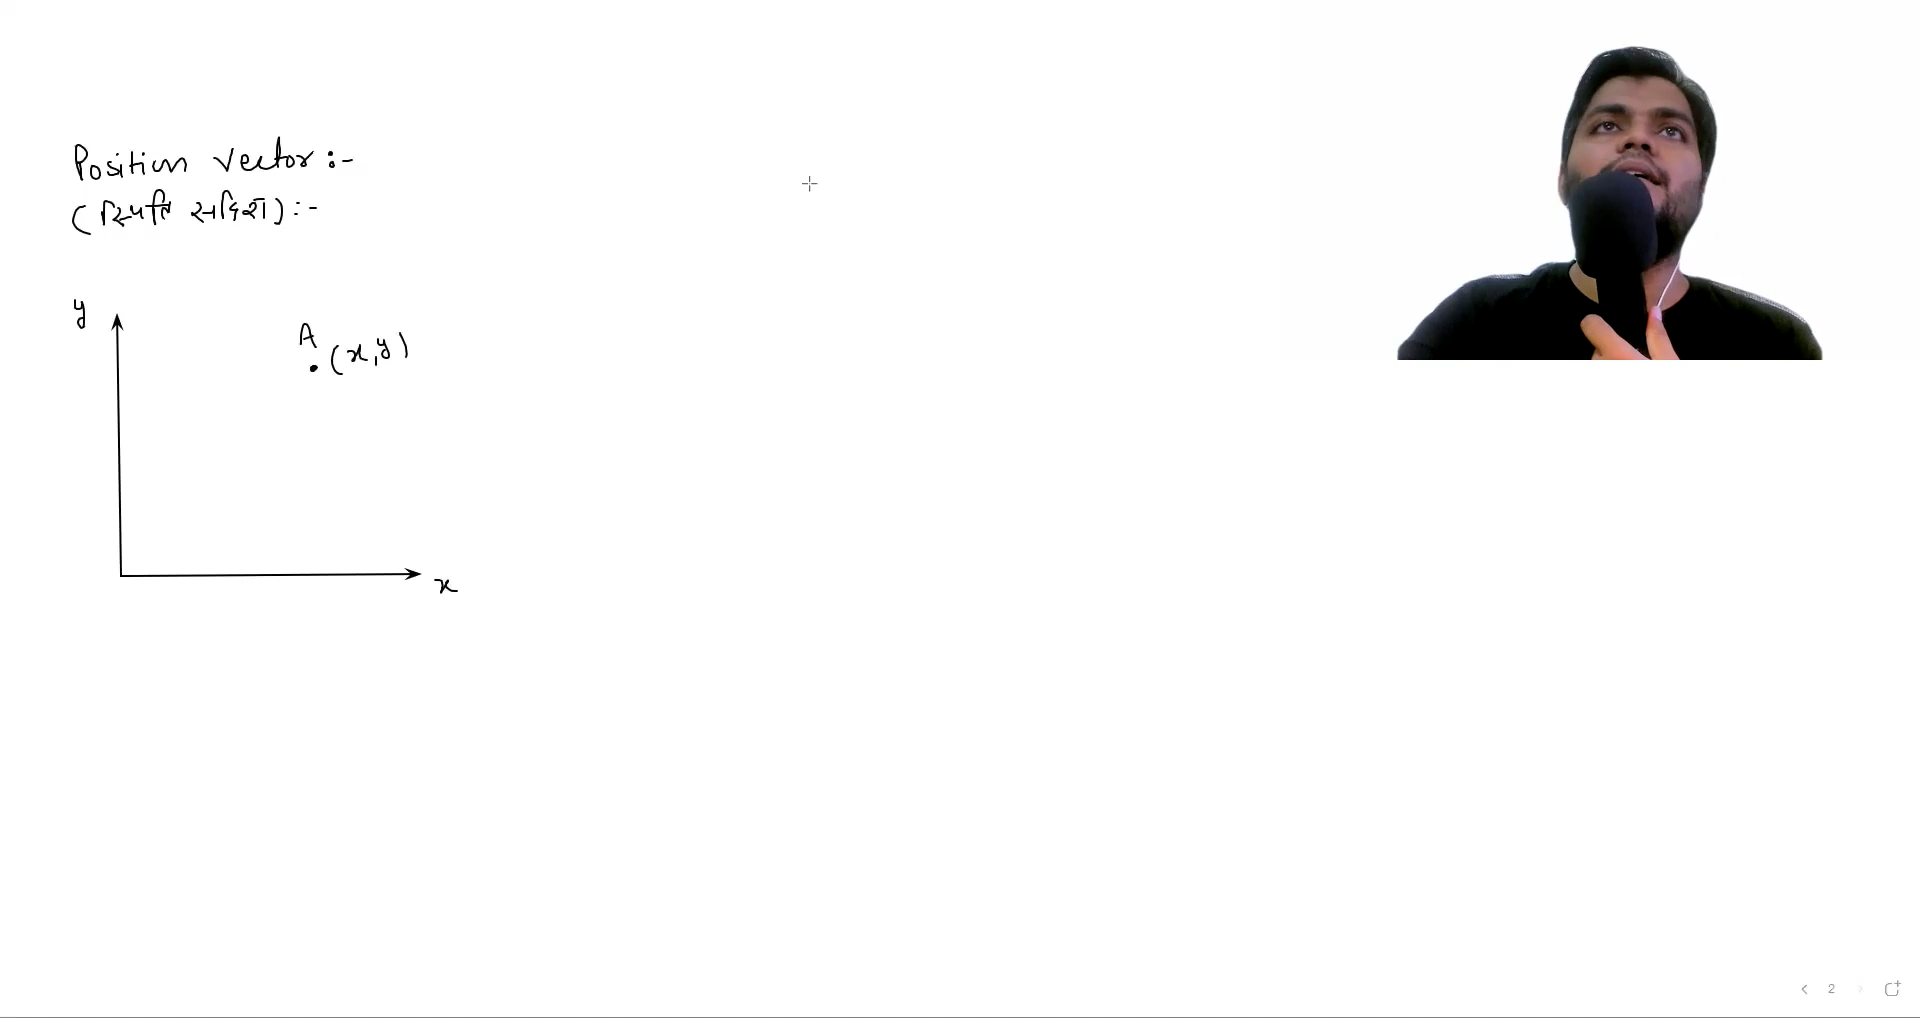 Position vector :-
(स्थिति सदिश) :-
y
A
(x,y)
x
2